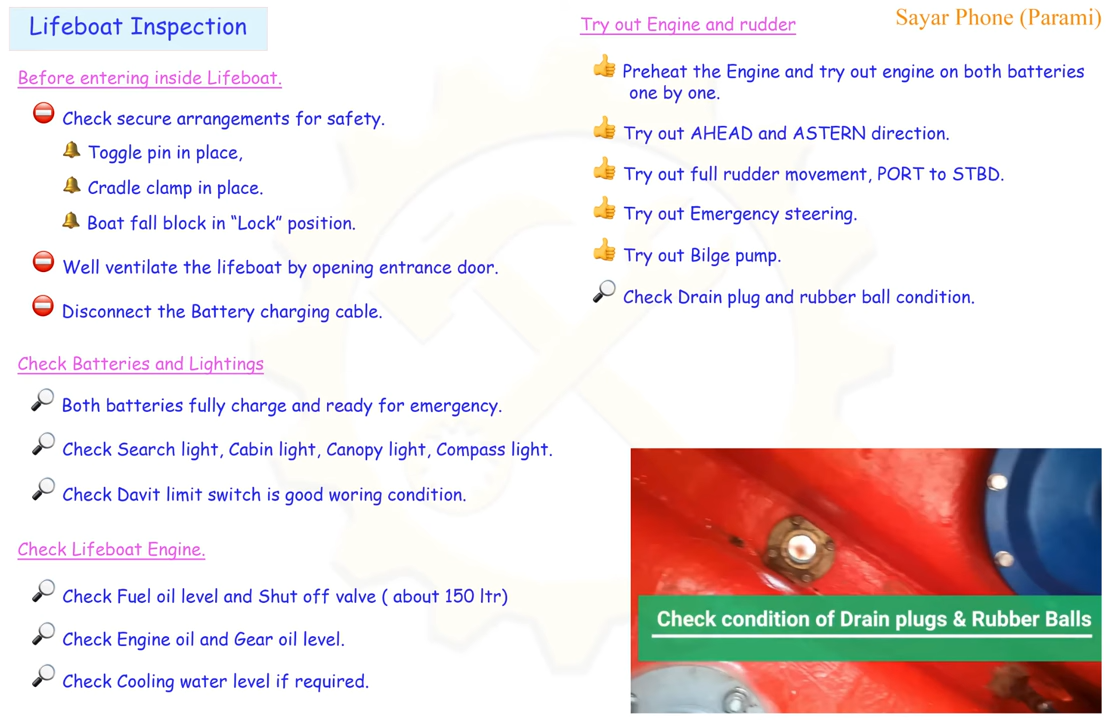 Lifeboat Inspection
Before entering inside Lifeboat.
Check secure arrangements for safety.
Toggle pin in place,
Cradle clamp in place.
Boat fall block in “Lock” position.
Well ventilate the lifeboat by opening entrance door.
Disconnect the Battery charging cable.
Check Batteries and Lightings
Both batteries fully charge and ready for emergency.
Check Search light, Cabin light, Canopy light, Compass light.
Check Davit limit switch is good woring condition.
Check Lifeboat Engine.
Check Fuel oil level and Shut off valve ( about 150 ltr)
Check Engine oil and Gear oil level.
Check Cooling water level if required.
Sayar Phone (Parami)
Try out Engine and rudder
Preheat the Engine and try out engine on both batteries
one by one.
Try out AHEAD and ASTERN direction.
Try out full rudder movement, PORT to STBD.
Try out Emergency steering.
Try out Bilge pump.
Check Drain plug and rubber ball condition.
Check condition of Drain plugs & Rubber Balls